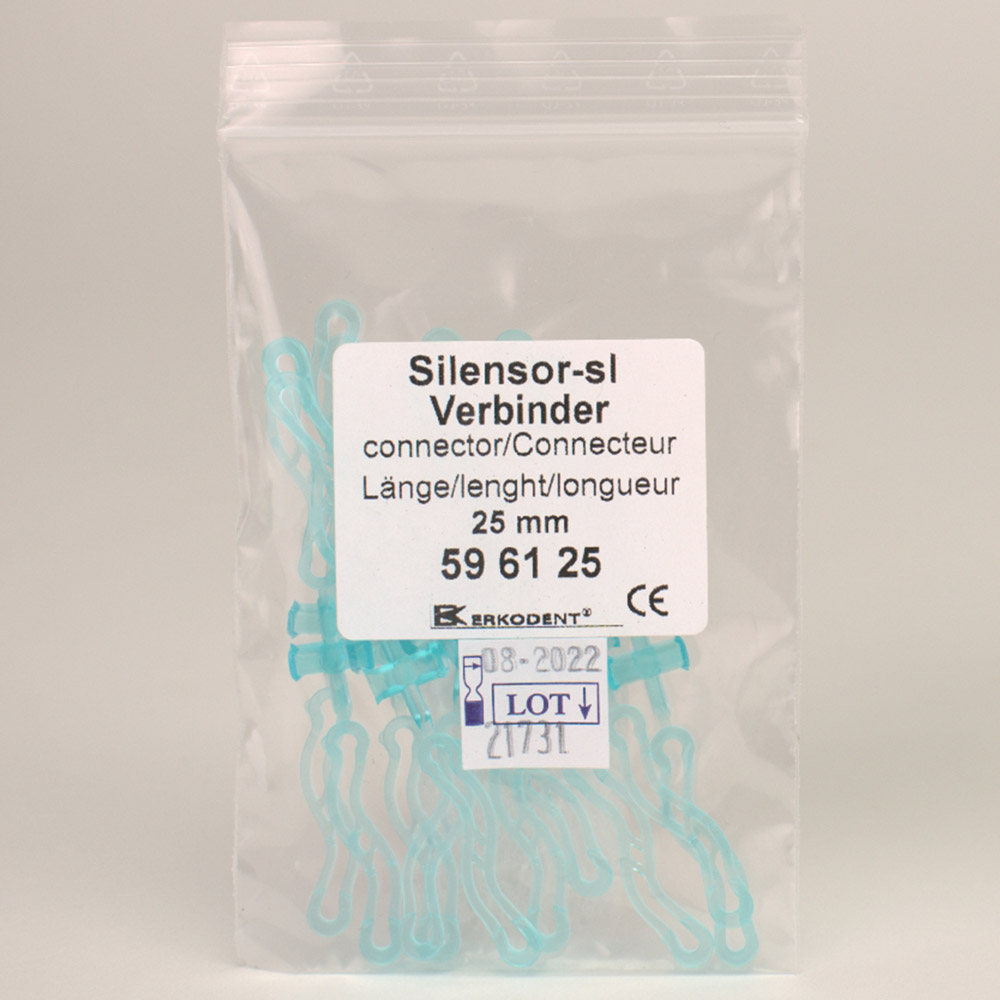 Silensor-sl
Verbinder
connector/Connecteur
Länge/lenght/longueur
25 mm
59 61 25
ERKODENT®
CE
08-2022
LOT
21731